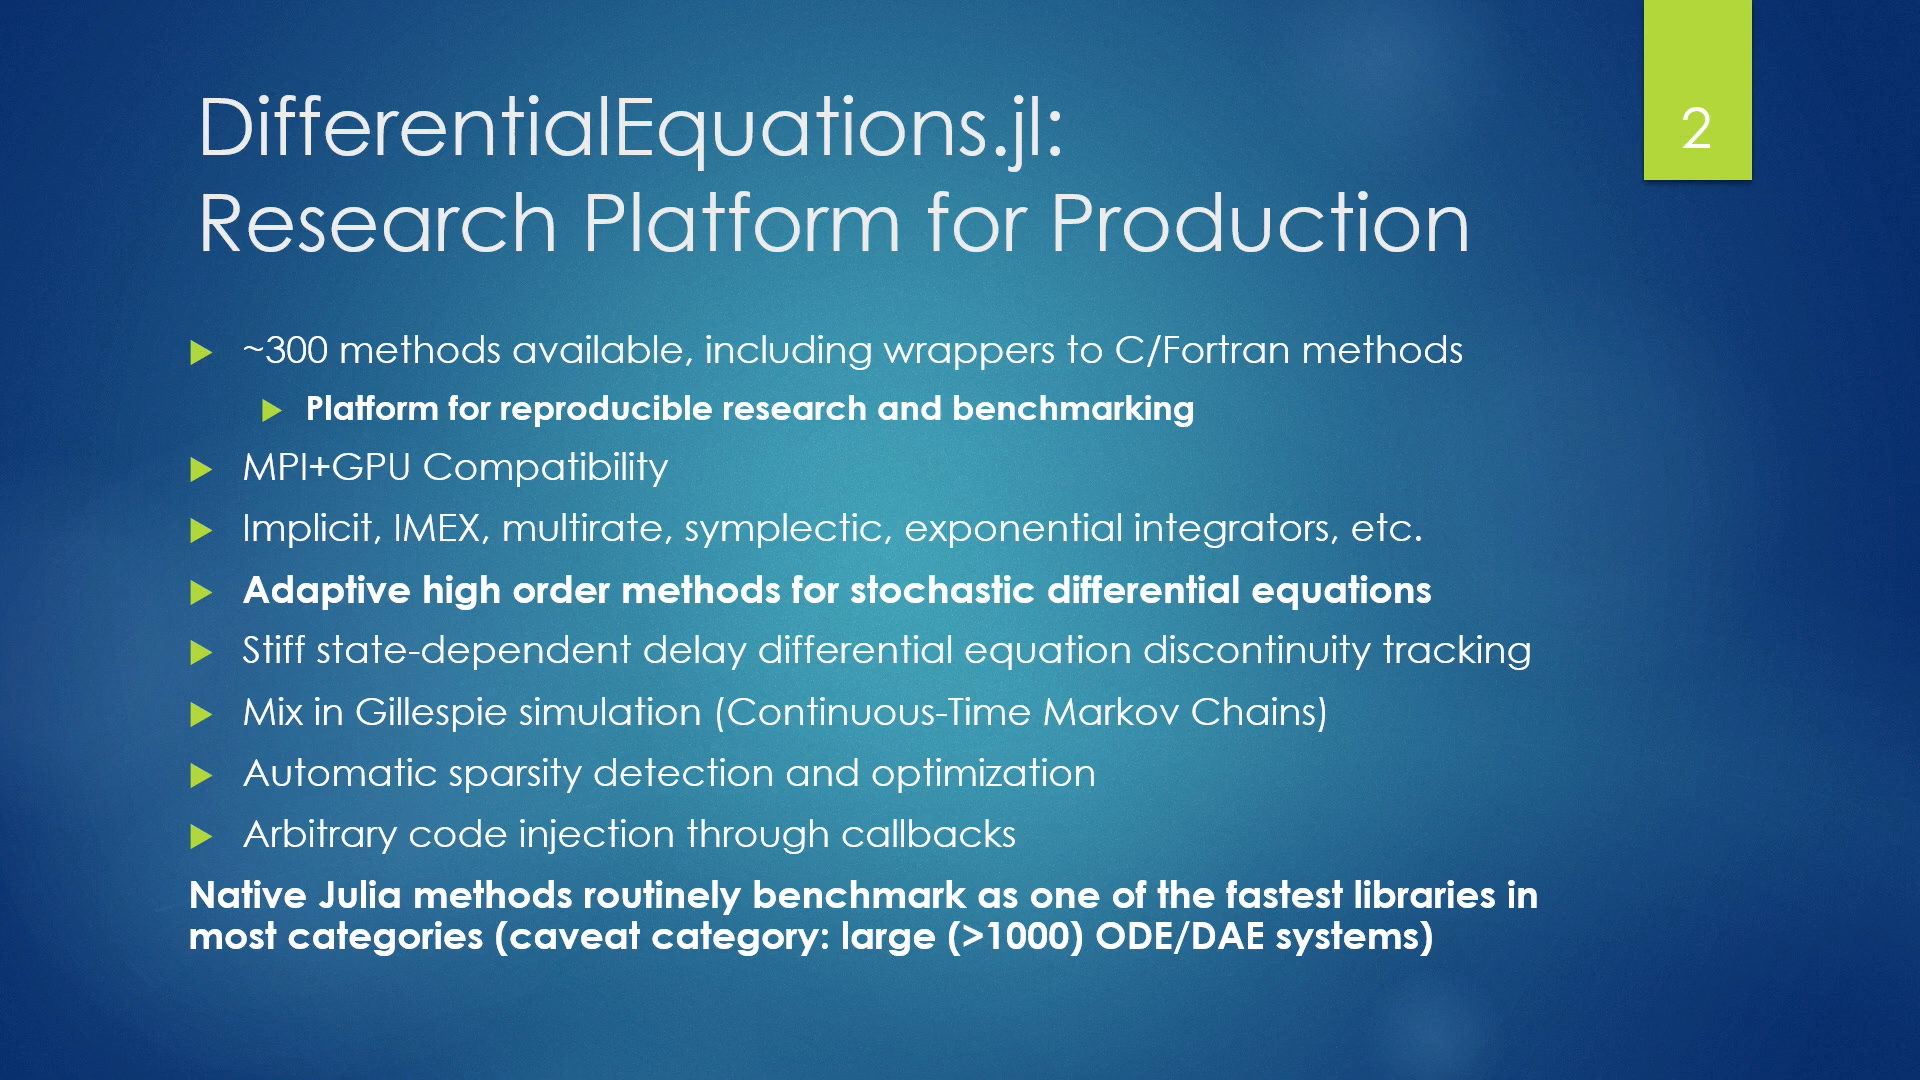 DifferentialEquations.jl:
Research Platform for Production
2
~300 methods available, including wrappers to C/Fortran methods
Platform for reproducible research and benchmarking
MPI+GPU Compatibility
Implicit, IMEX, multirate, symplectic, exponential integrators, etc.
Adaptive high order methods for stochastic differential equations
Stiff state-dependent delay differential equation discontinuity tracking
Mix in Gillespie simulation (Continuous-Time Markov Chains)
Automatic sparsity detection and optimization
Arbitrary code injection through callbacks
Native Julia methods routinely benchmark as one of the fastest libraries in
most categories (caveat category: large (>1000) ODE/DAE systems)